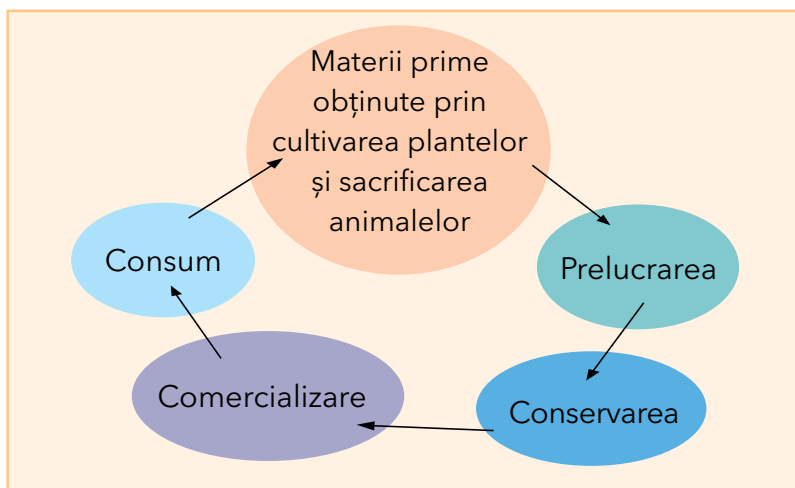 Materii prime
obținute prin
cultivarea plantelor
și sacrificarea
animalelor
Prelucrarea
Conservarea
Comercializare
Consum